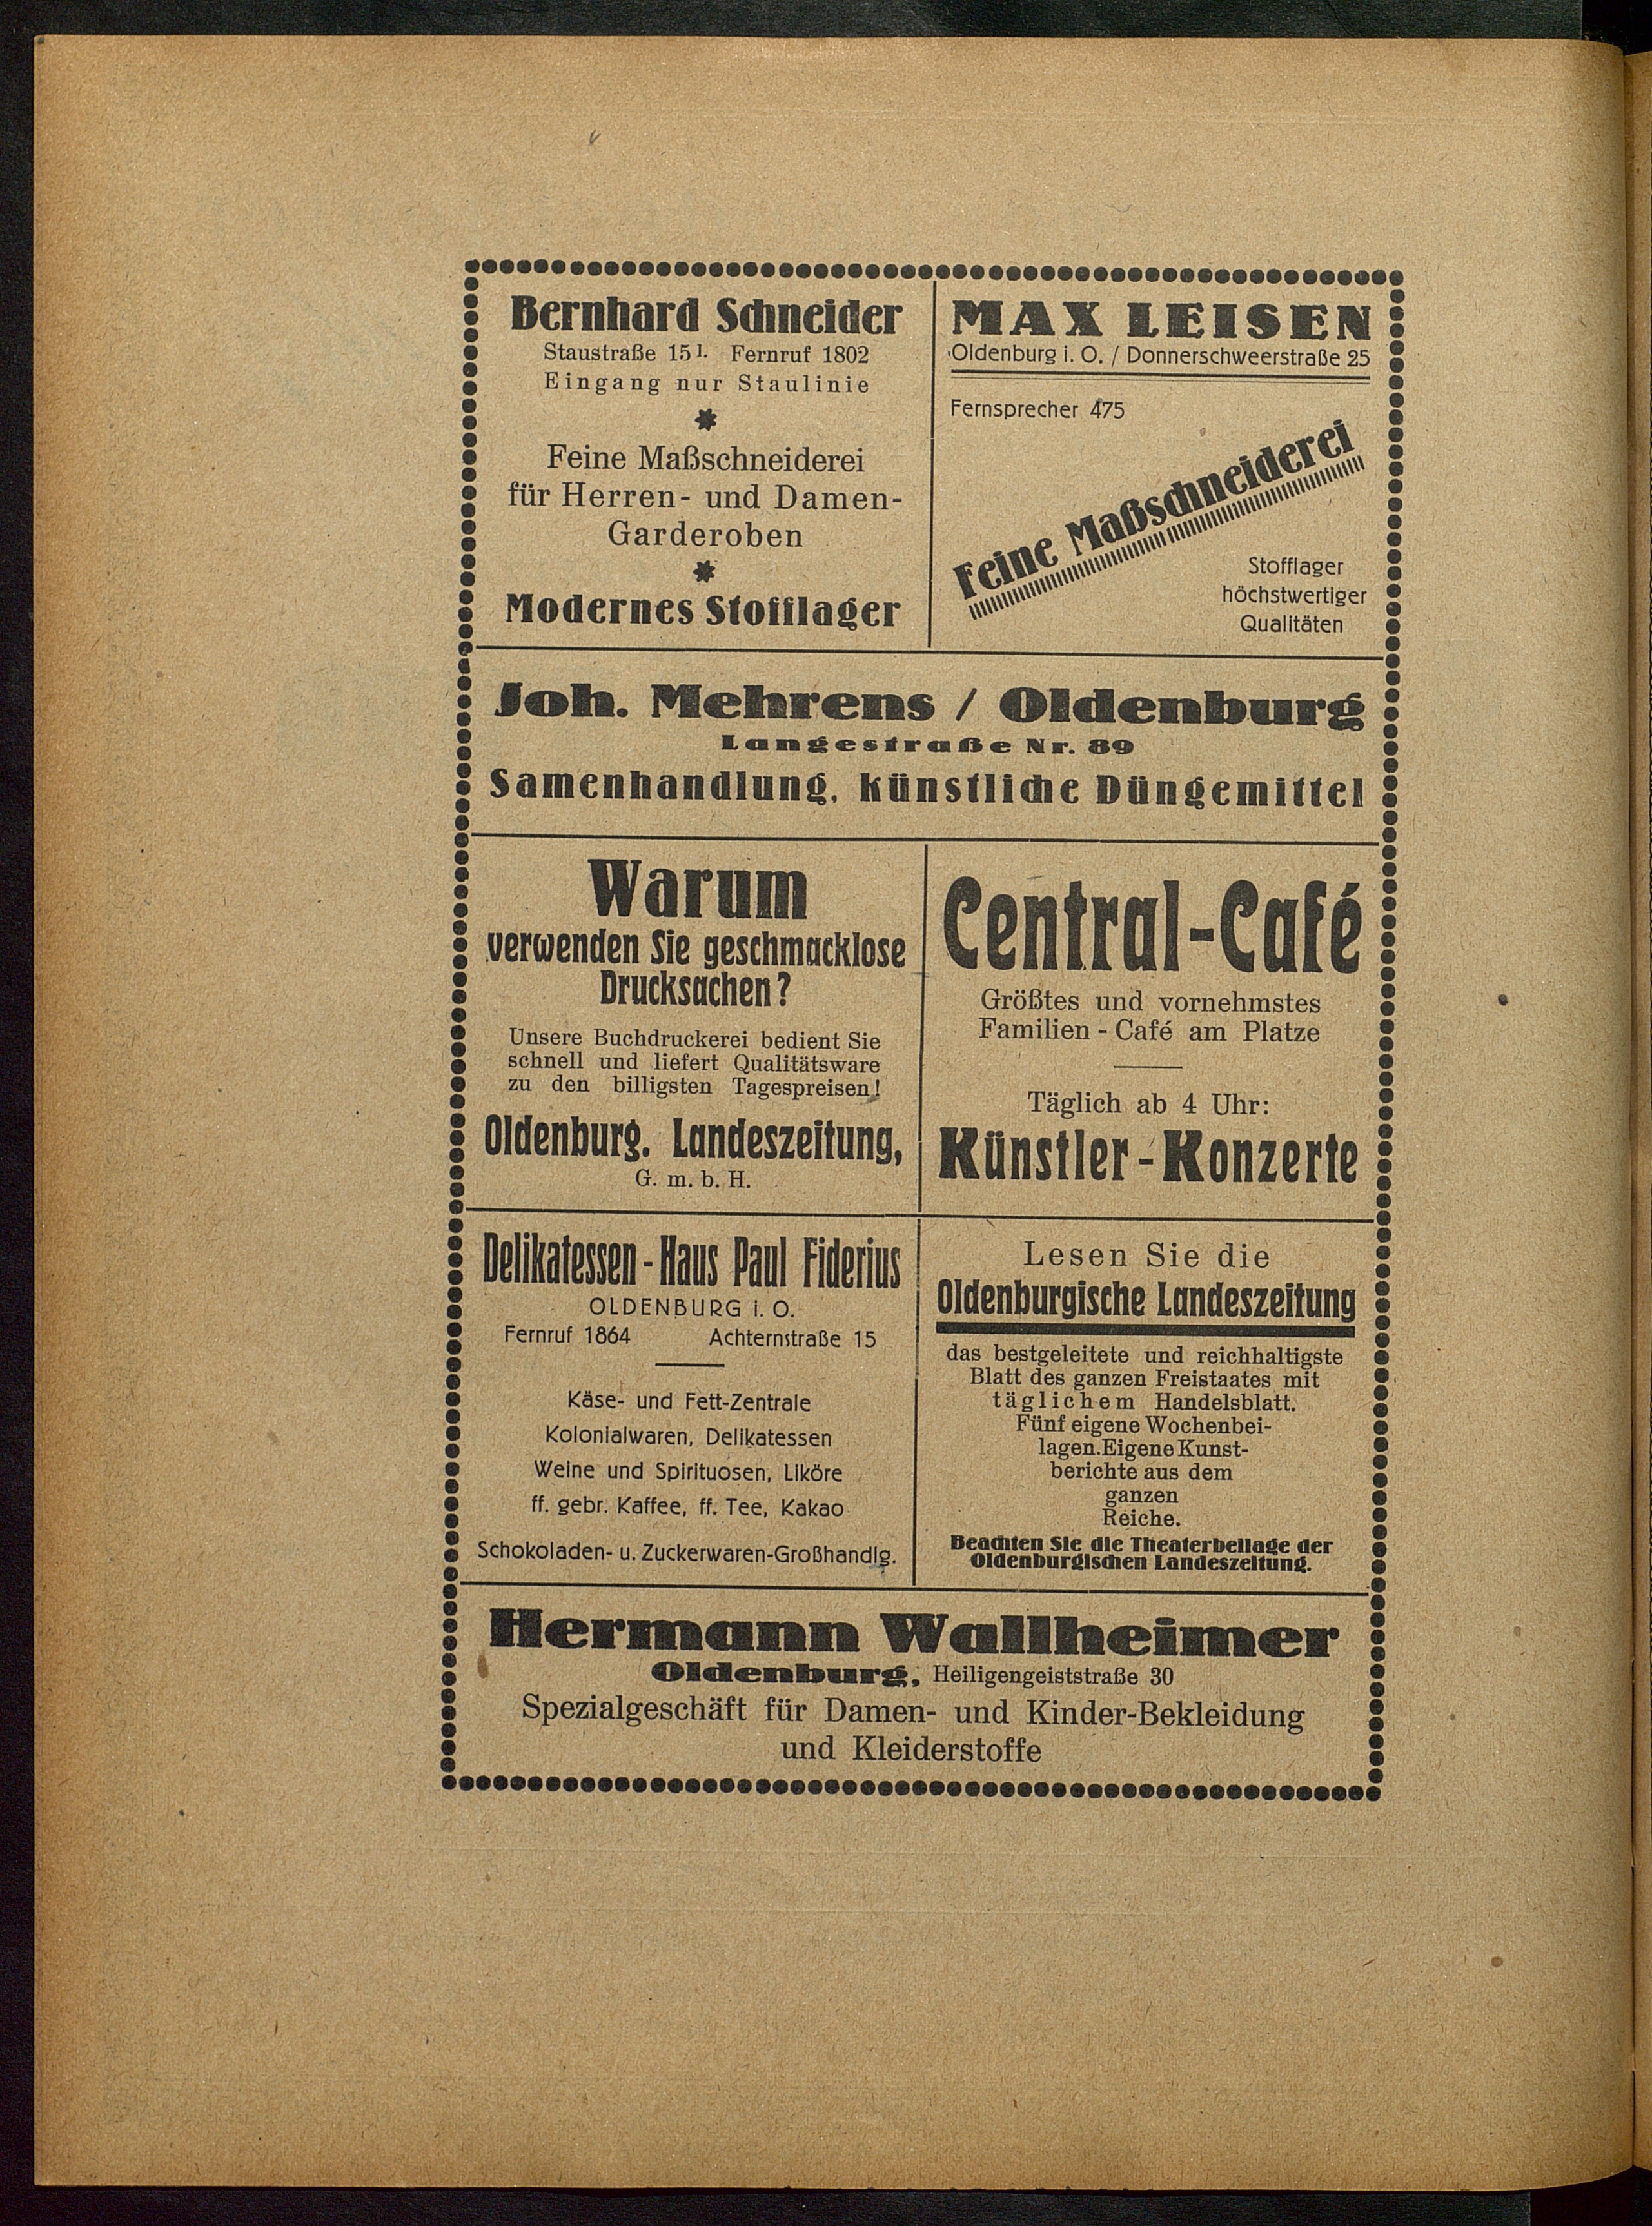 Bernhard Schneider
Staustraße 15 I. Fernruf 1802
Eingang nur Staulinie
Feine Maßschneiderei
für Herren- und Damen-
Garderoben
Modernes Stofflager
MAX LEISEN
Oldenburg i. O. / Donnerschweerstraße 25
Fernsprecher 475
Feine Maßschneiderei
Stofflager
höchstwertiger
Qualitäten
Joh. Mehrens / Oldenburg
Langestraße Nr. 89
Samenhandlung, künstliche Düngemittel
Warum
verwenden Sie geschmacklose
Drucksachen?
Unsere Buchdruckerei bedient Sie
schnell und liefert Qualitätsware
zu den billigsten Tagespreisen!
Oldenburg. Landeszeitung,
G. m. b. H.
Central-Café
Größtes und vornehmstes
Familien - Café am Platze
Täglich ab 4 Uhr:
Künstler-Konzerte
Delikatessen-Haus Paul Fiderius
OLDENBURG i. O.
Fernruf 1864 Achternstraße 15
Käse- und Fett-Zentrale
Kolonialwaren, Delikatessen
Weine und Spirituosen, Liköre
ff. gebr. Kaffee, ff. Tee, Kakao
Schokoladen- u. Zuckerwaren-Großhandlg.
Lesen Sie die
Oldenburgische Landeszeitung
das bestgeleitete und reichhaltigste
Blatt des ganzen Freistaates mit
täglichem Handelsblatt.
Fünf eigene Wochenbei-
lagen. Eigene Kunst-
berichte aus dem
ganzen
Reiche.
Beachten Sie die Theaterbeilage der
Oldenburgischen Landeszeitung.
Hermann Wallheimer
Oldenburg, Heiligengeiststraße 30
Spezialgeschäft für Damen- und Kinder-Bekleidung
und Kleiderstoffe